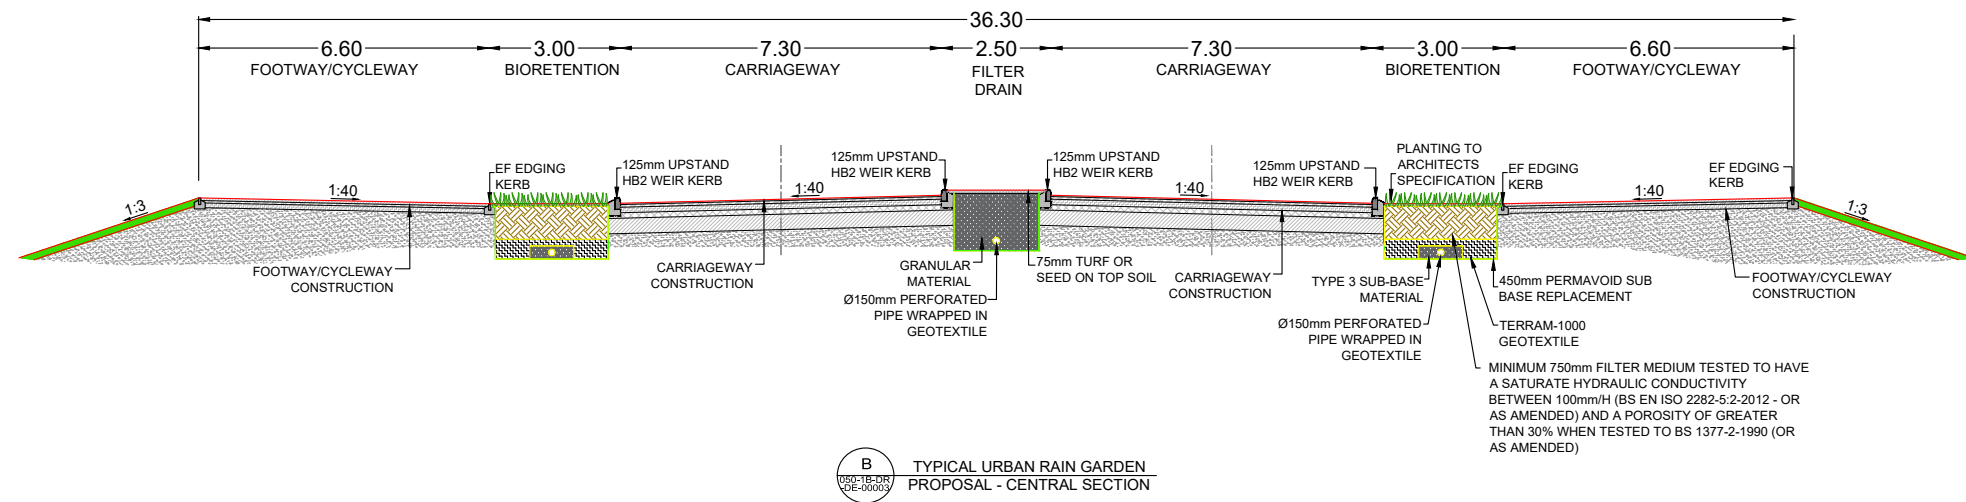 36.30
6.60 3.00 7.30 2.50 7.30 3.00 6.60
FOOTWAY/CYCLEWAY
BIORETENTION
CARRIAGEWAY
FILTER
DRAIN
CARRIAGEWAY
BIORETENTION
FOOTWAY/CYCLEWAY
1:3
1:40
EF EDGING
KERB
125mm UPSTAND
HB2 WEIR KERB
1:40
125mm UPSTAND
HB2 WEIR KERB
125mm UPSTAND
HB2 WEIR KERB
1:40
125mm UPSTAND
HB2 WEIR KERB
PLANTING TO
ARCHITECTS
SPECIFICATION
EF EDGING
KERB
1:40
EF EDGING
KERB
1:3
FOOTWAY/CYCLEWAY
CONSTRUCTION
CARRIAGEWAY
CONSTRUCTION
GRANULAR
MATERIAL
Ø150mm PERFORATED
PIPE WRAPPED IN
GEOTEXTILE
75mm TURF OR
SEED ON TOP SOIL
CARRIAGEWAY
CONSTRUCTION
TYPE 3 SUB-BASE
MATERIAL
Ø150mm PERFORATED
PIPE WRAPPED IN
GEOTEXTILE
450mm PERMAVOID SUB
BASE REPLACEMENT
TERRAM-1000
GEOTEXTILE
FOOTWAY/CYCLEWAY
CONSTRUCTION
MINIMUM 750mm FILTER MEDIUM TESTED TO HAVE
A SATURATE HYDRAULIC CONDUCTIVITY
BETWEEN 100mm/H (BS EN ISO 2282-5:2-2012 - OR
AS AMENDED) AND A POROSITY OF GREATER
THAN 30% WHEN TESTED TO BS 1377-2-1990 (OR
AS AMENDED)
B
050-1B-DR
-DE-00003
TYPICAL URBAN RAIN GARDEN
PROPOSAL - CENTRAL SECTION